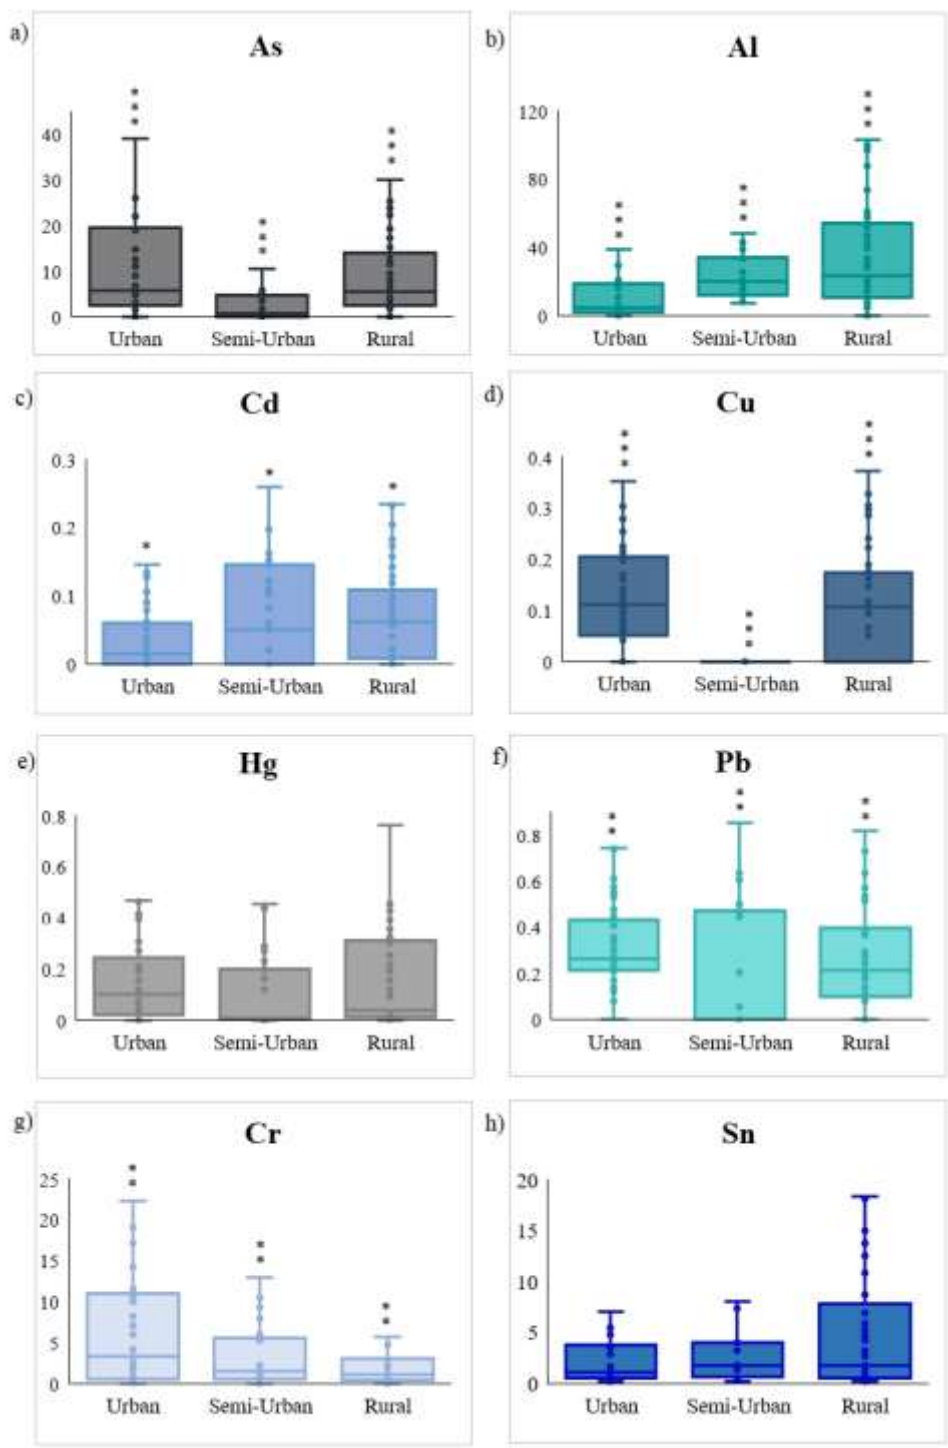 a)
As
40
30
20
10
0
Urban Semi-Urban Rural
b)
Al
120
80
40
0
Urban Semi-Urban Rural
c)
Cd
0.3
0.2
0.1
0
Urban Semi-Urban Rural
d)
Cu
0.4
0.3
0.2
0.1
0
Urban Semi-Urban Rural
e)
Hg
0.8
0.6
0.4
0.2
0
Urban Semi-Urban Rural
f)
Pb
0.8
0.6
0.4
0.2
0
Urban Semi-Urban Rural
g)
Cr
25
20
15
10
5
0
Urban Semi-Urban Rural
h)
Sn
20
15
10
5
0
Urban Semi-Urban Rural